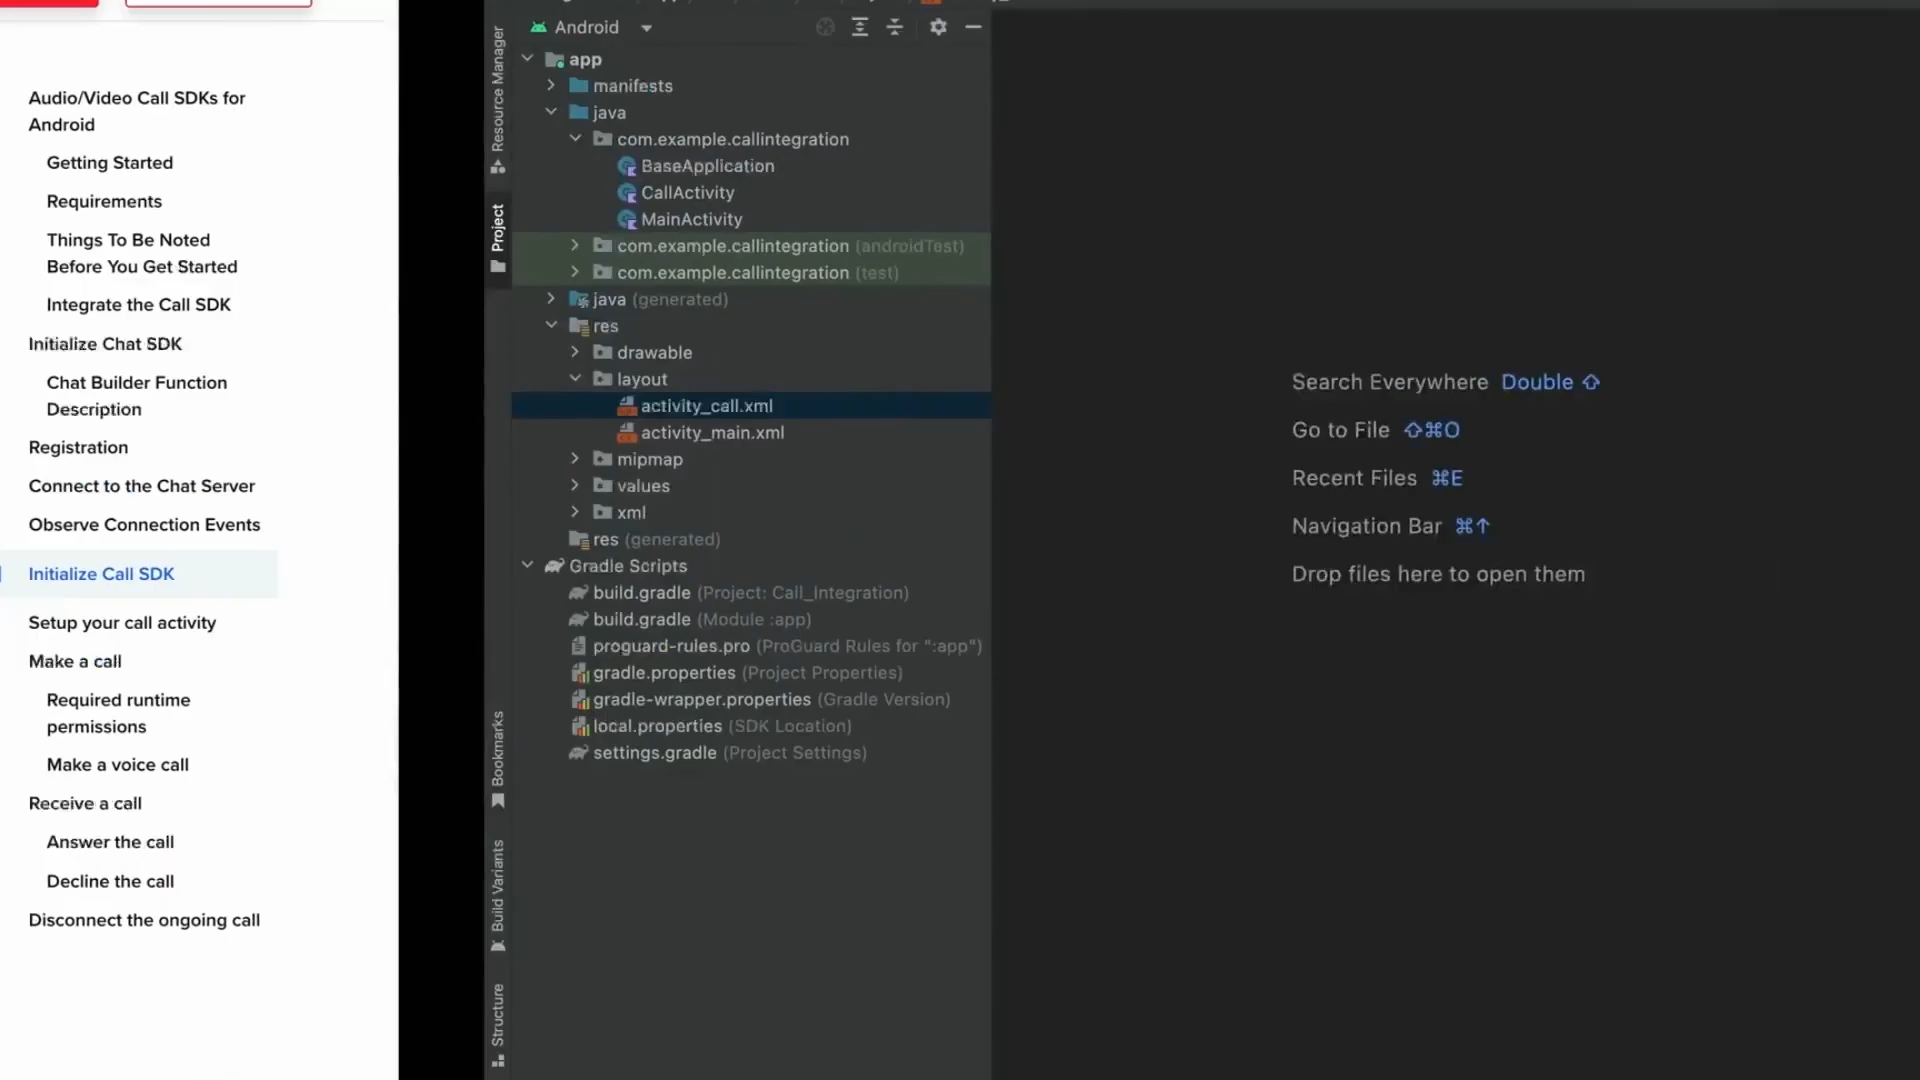 Audio/Video Call SDKs for
Android
Getting Started
Requirements
Things To Be Noted
Before You Get Started
Integrate the Call SDK
Initialize Chat SDK
Chat Builder Function
Description
Registration
Connect to the Chat Server
Observe Connection Events
Initialize Call SDK
Setup your call activity
Make a call
Required runtime
permissions
Make a voice call
Receive a call
Answer the call
Decline the call
Disconnect the ongoing call
Resource Manager
Project
Bookmarks
Build Variants
Structure
Android
app
manifests
java
com.example.callintegration
BaseApplication
CallActivity
MainActivity
com.example.callintegration (androidTest)
com.example.callintegration (test)
java (generated)
res
drawable
layout
activity_call.xml
activity_main.xml
mipmap
values
xml
res (generated)
Gradle Scripts
build.gradle (Project: Call_Integration)
build.gradle (Module :app)
proguard-rules.pro (ProGuard Rules for ":app")
gradle.properties (Project Properties)
gradle-wrapper.properties (Gradle Version)
local.properties (SDK Location)
settings.gradle (Project Settings)
Search Everywhere Double ⇧
Go to File ⇧⌘O
Recent Files ⌘E
Navigation Bar ⌘↑
Drop files here to open them